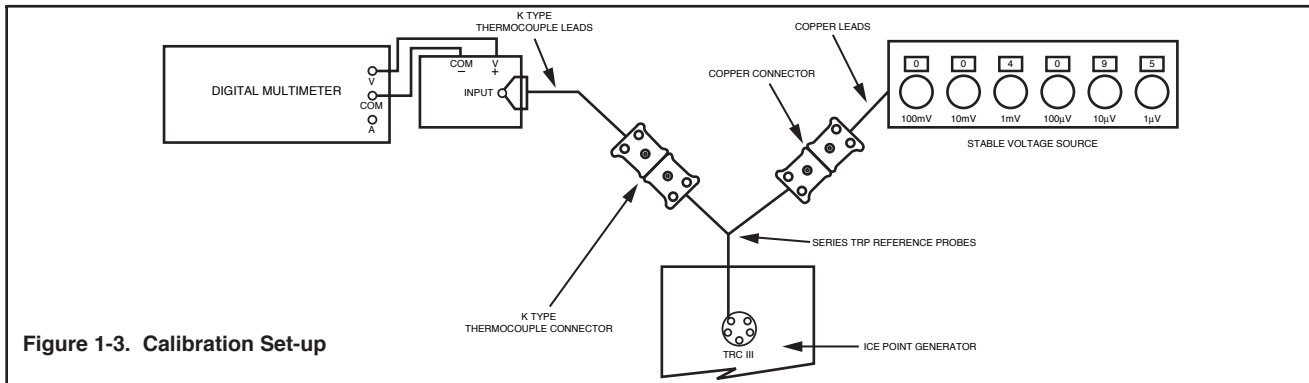 K TYPE
THERMOCOUPLE LEADS
COPPER LEADS
COM
−
V
+
INPUT
DIGITAL MULTIMETER
V
COM
A
COPPER CONNECTOR
0 0 4 0 9 5
100mV 10mV 1mV 100µV 10µV 1µV
STABLE VOLTAGE SOURCE
SERIES TRP REFERENCE PROBES
K TYPE
THERMOCOUPLE CONNECTOR
TRC III
ICE POINT GENERATOR
Figure 1-3. Calibration Set-up